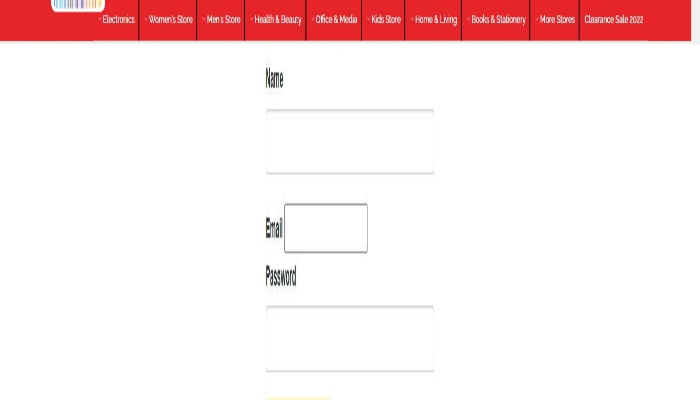 Electronics Women's Store Men's Store Health & Beauty Office & Media Kids Store Home & Living Books & Stationery More Stores Clearance Sale 2022
Name
Email
Password